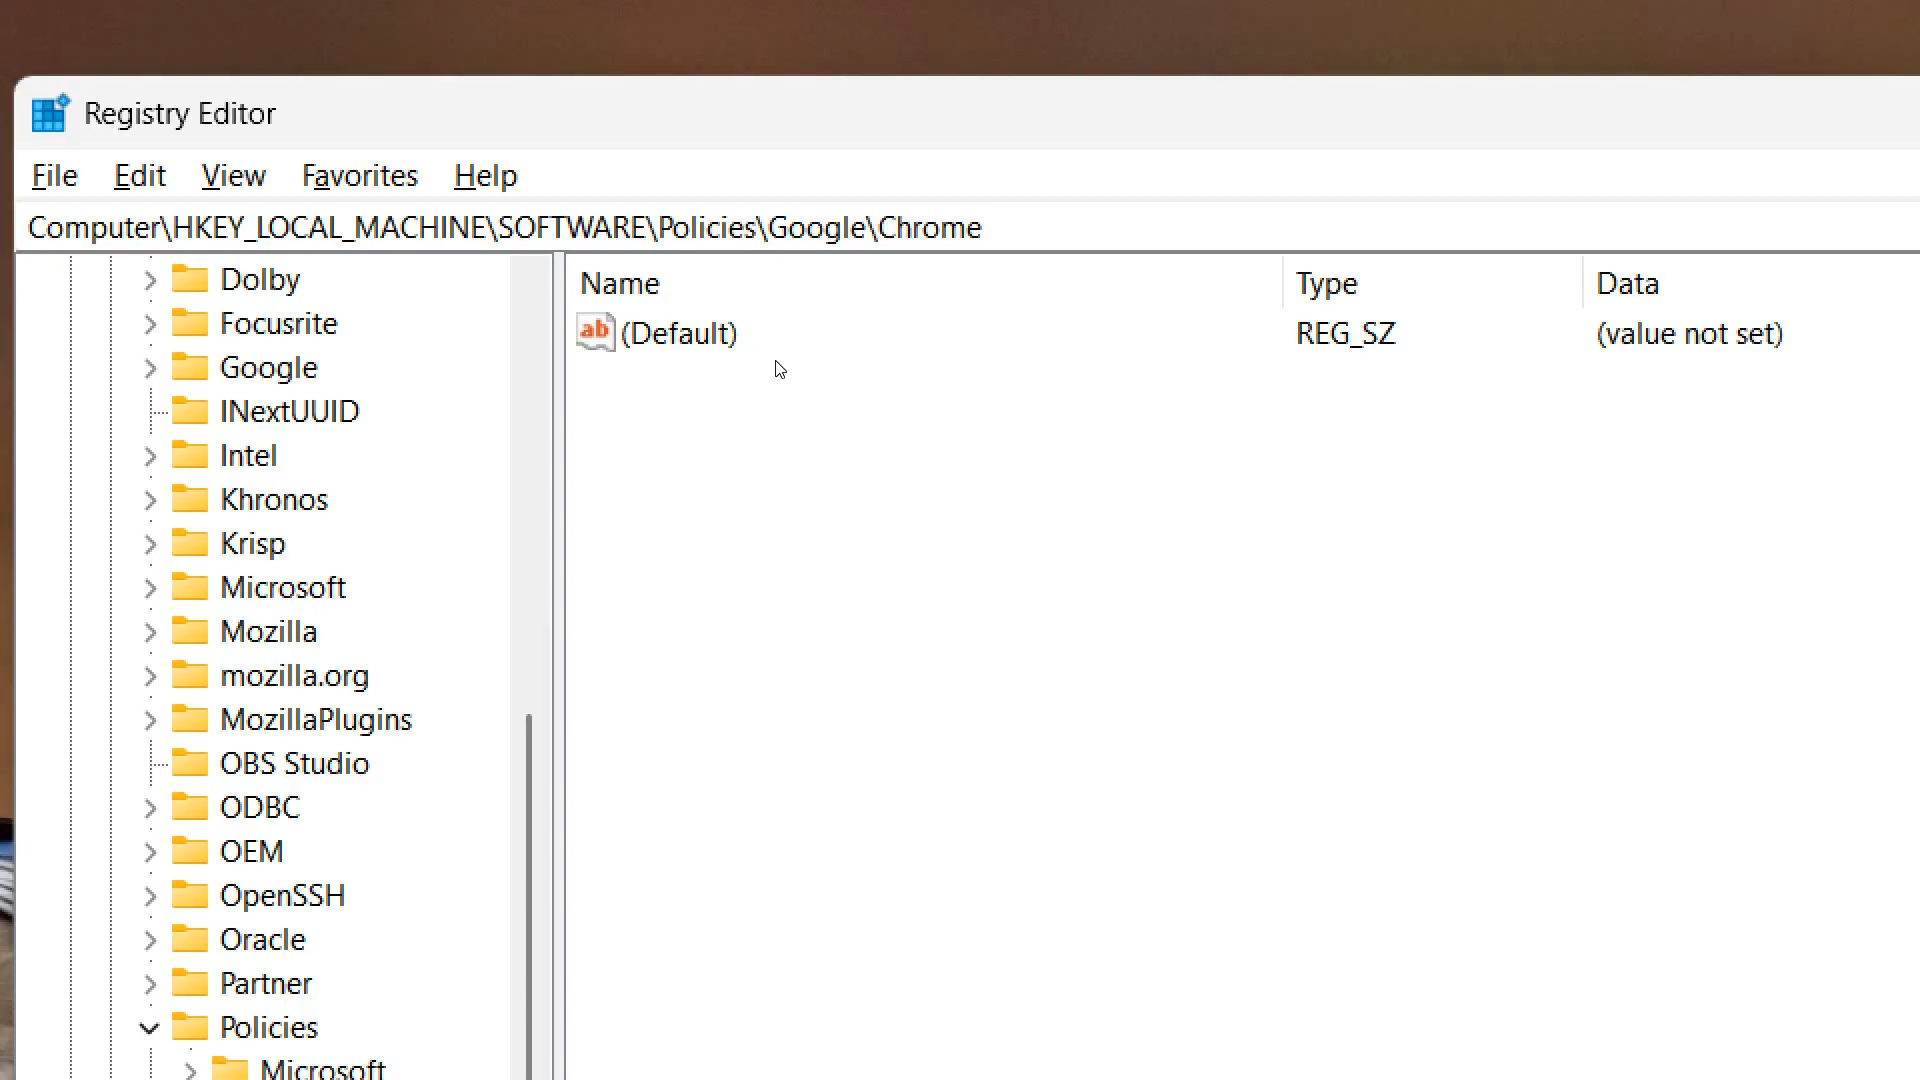 Registry Editor
File Edit View Favorites Help
Computer\HKEY_LOCAL_MACHINE\SOFTWARE\Policies\Google\Chrome
Dolby
Focusrite
Google
INextUUID
Intel
Khronos
Krisp
Microsoft
Mozilla
mozilla.org
MozillaPlugins
OBS Studio
ODBC
OEM
OpenSSH
Oracle
Partner
Policies
Microsoft
Name Type Data
ab (Default) REG_SZ (value not set)